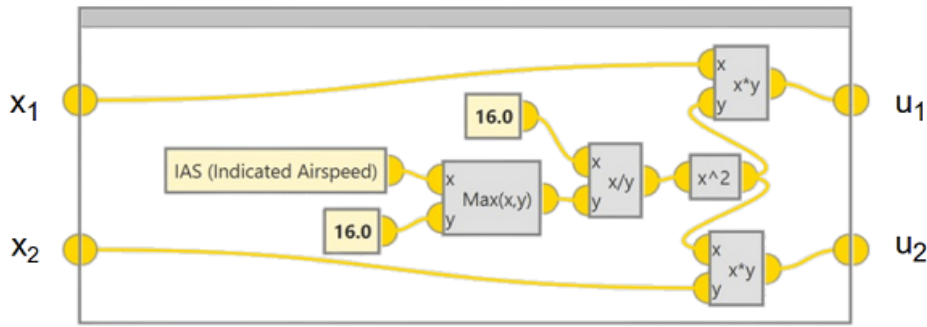 x
x*y
y
x₁
u₁
16.0
x
x/y
y
IAS (Indicated Airspeed)
x
Max(x,y)
y
x^2
16.0
x₂
u₂
x
x*y
y